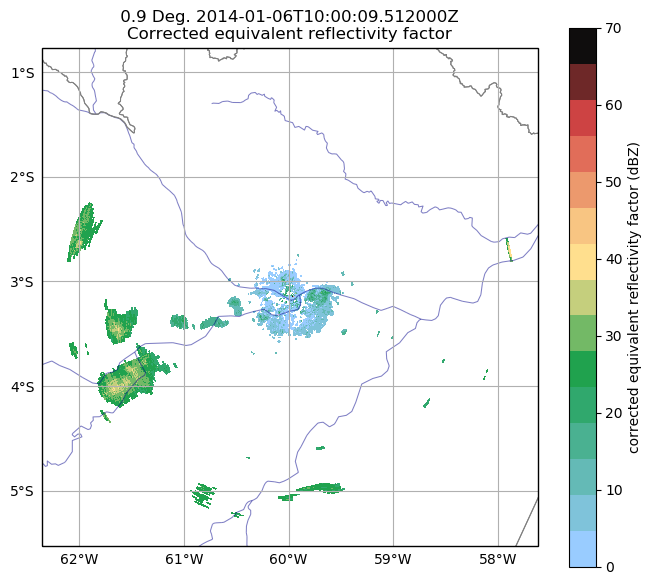 0.9 Deg. 2014-01-06T10:00:09.512000Z
Corrected equivalent reflectivity factor
1°S
2°S
3°S
4°S
5°S
62°W
61°W
60°W
59°W
58°W
70
60
50
40
30
20
10
0
corrected equivalent reflectivity factor (dBZ)